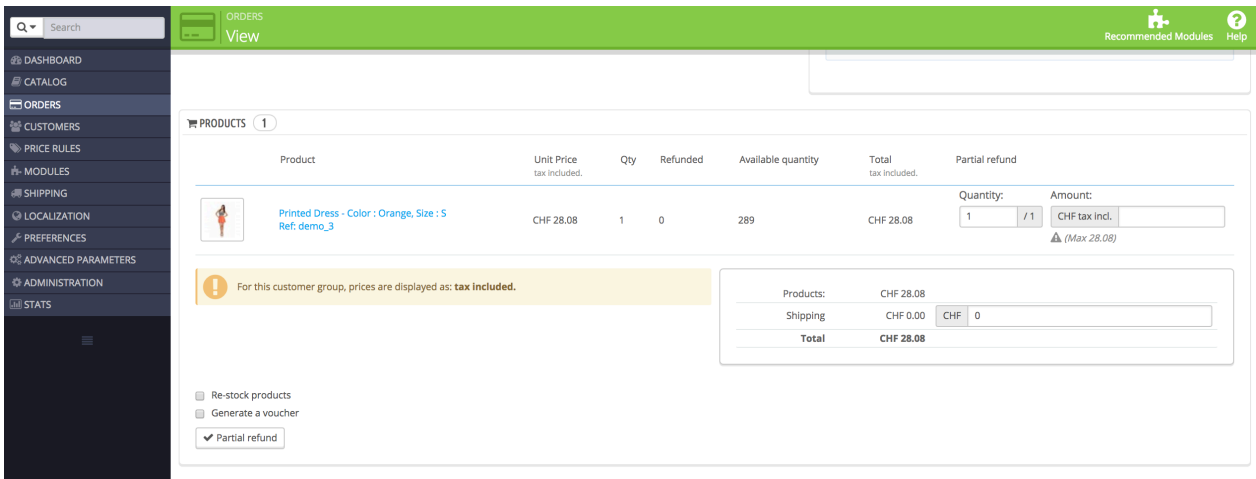 Search
ORDERS
View
Recommended Modules
Help
DASHBOARD
CATALOG
ORDERS
CUSTOMERS
PRICE RULES
MODULES
SHIPPING
LOCALIZATION
PREFERENCES
ADVANCED PARAMETERS
ADMINISTRATION
STATS
PRODUCTS 1
Product Unit Price Qty Refunded Available quantity Total Partial refund
tax included. tax included.
Quantity: Amount:
Printed Dress - Color : Orange, Size : S
Ref: demo_3
CHF 28.08 1 0 289 CHF 28.08 1 / 1 CHF tax incl.
(Max 28.08)
For this customer group, prices are displayed as: tax included.
Products: CHF 28.08
Shipping CHF 0.00 CHF 0
Total CHF 28.08
Re-stock products
Generate a voucher
Partial refund